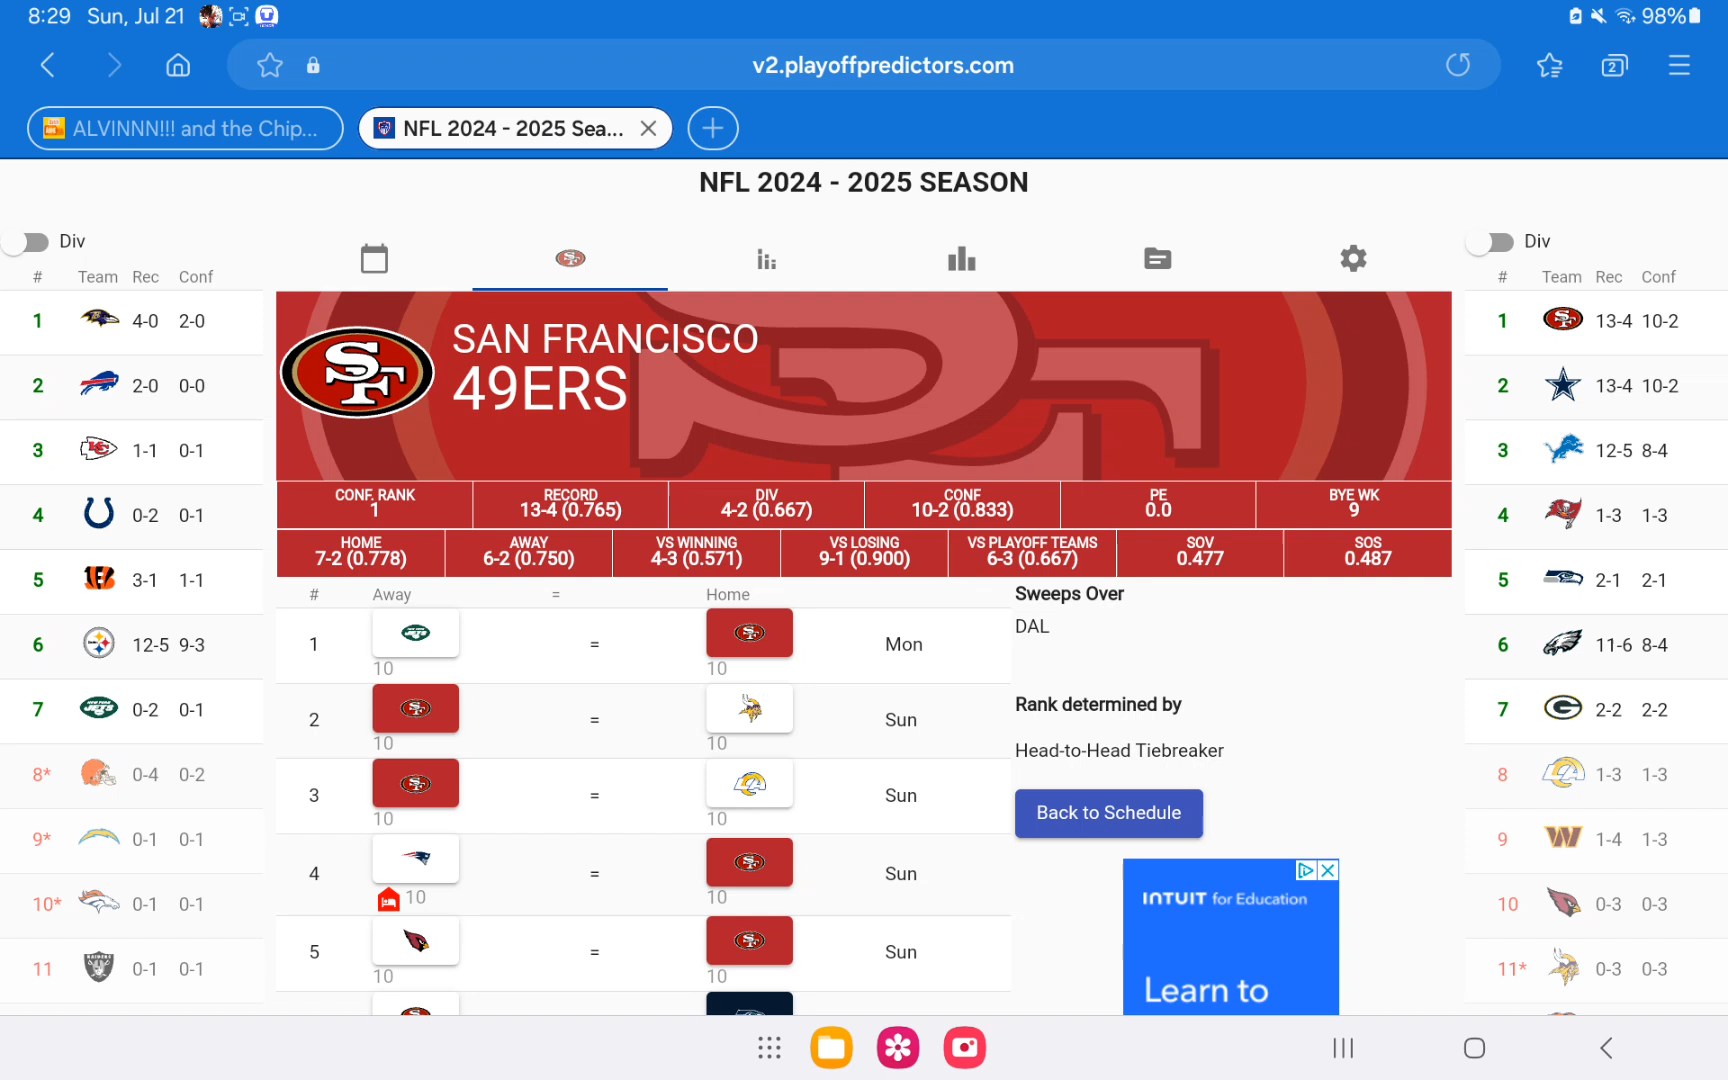 8:29 Sun, Jul 21
98%
v2.playoffpredictors.com
2
ALVINNN!!! and the Chip...
NFL 2024 - 2025 Sea...
NFL 2024 - 2025 SEASON
Div
# Team Rec Conf
1 4-0 2-0
2 2-0 0-0
3 1-1 0-1
4 0-2 0-1
5 3-1 1-1
6 12-5 9-3
7 0-2 0-1
8* 0-4 0-2
9* 0-1 0-1
10* 0-1 0-1
11 0-1 0-1
SAN FRANCISCO
49ERS
CONF. RANK RECORD DIV CONF PE BYE WK
1 13-4 (0.765) 4-2 (0.667) 10-2 (0.833) 0.0 9
HOME AWAY VS WINNING VS LOSING VS PLAYOFF TEAMS SOV SOS
7-2 (0.778) 6-2 (0.750) 4-3 (0.571) 9-1 (0.900) 6-3 (0.667) 0.477 0.487
# Away = Home
1 = Mon
10 10
2 = Sun
10 10
3 = Sun
10 10
4 = Sun
10 10
5 = Sun
10 10
Sweeps Over
DAL
Rank determined by
Head-to-Head Tiebreaker
Back to Schedule
INTUIT for Education
Learn to
Div
# Team Rec Conf
1 13-4 10-2
2 13-4 10-2
3 12-5 8-4
4 1-3 1-3
5 2-1 2-1
6 11-6 8-4
7 2-2 2-2
8 1-3 1-3
9 1-4 1-3
10 0-3 0-3
11* 0-3 0-3